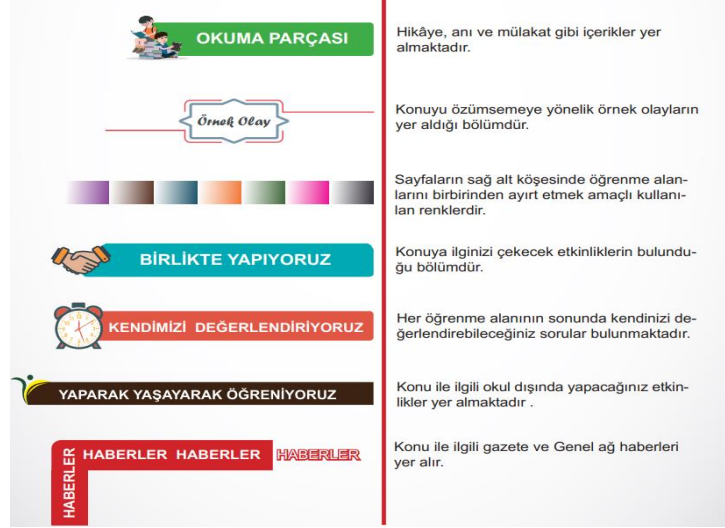 OKUMA PARÇASI
Hikâye, anı ve mülakat gibi içerikler yer
almaktadır.
Örnek Olay
Konuyu özümsemeye yönelik örnek olayların
yer aldığı bölümdür.
Sayfaların sağ alt köşesinde öğrenme alan-
larını birbirinden ayırt etmek amaçlı kullanı-
lan renklerdir.
BİRLİKTE YAPIYORUZ
Konuya ilginizi çekecek etkinliklerin bulundu-
ğu bölümdür.
KENDİMİZİ DEĞERLENDİRİYORUZ
Her öğrenme alanının sonunda kendinizi de-
ğerlendirebileceğiniz sorular bulunmaktadır.
YAPARAK YAŞAYARAK ÖĞRENİYORUZ
Konu ile ilgili okul dışında yapacağınız etkin-
likler yer almaktadır .
HABERLER HABERLER HABERLER
HABERLER
Konu ile ilgili gazete ve Genel ağ haberleri
yer alır.